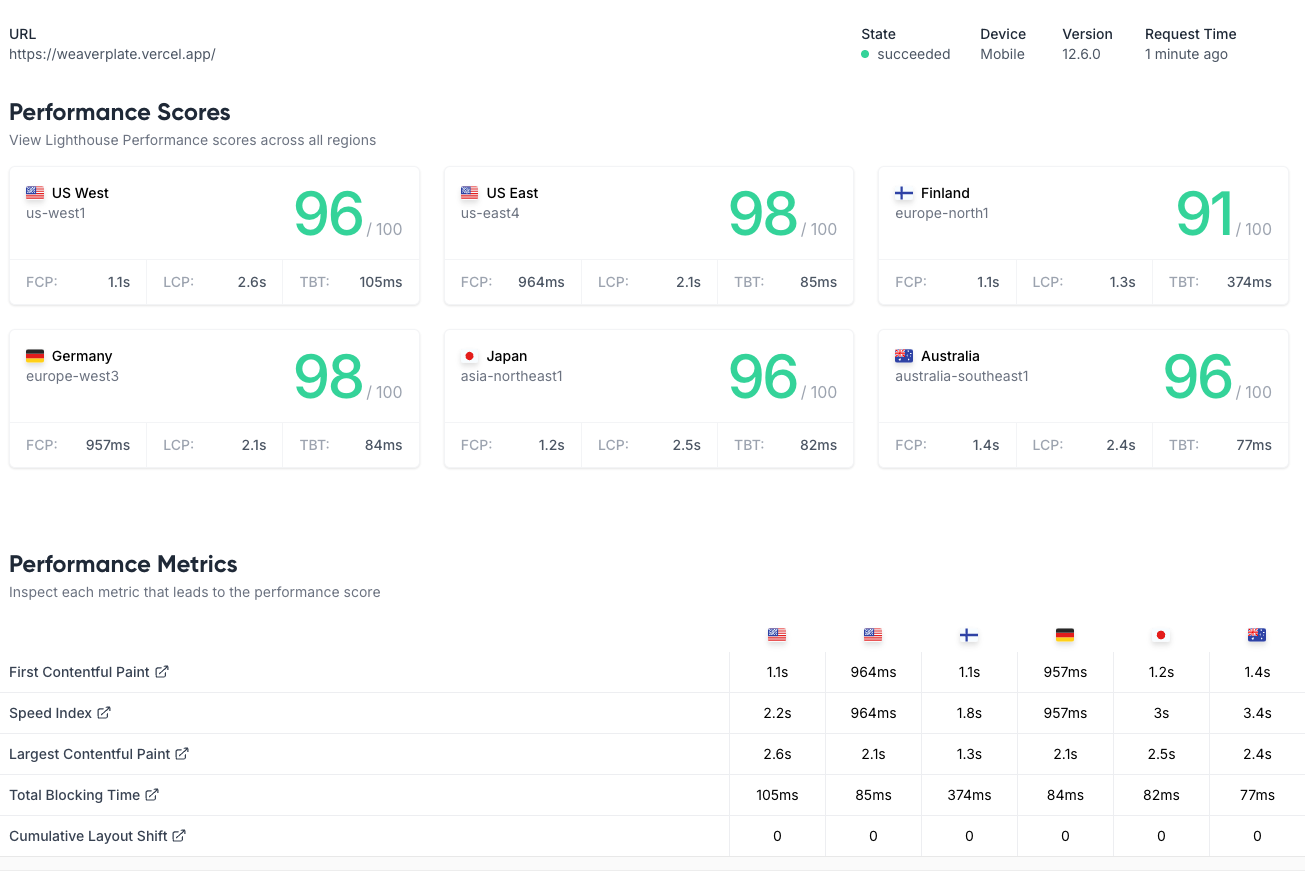 URL
https://weaverplate.vercel.app/
State
succeeded
Device
Mobile
Version
12.6.0
Request Time
1 minute ago
Performance Scores
View Lighthouse Performance scores across all regions
US West
us-west1
96 / 100
FCP: 1.1s LCP: 2.6s TBT: 105ms
US East
us-east4
98 / 100
FCP: 964ms LCP: 2.1s TBT: 85ms
Finland
europe-north1
91 / 100
FCP: 1.1s LCP: 1.3s TBT: 374ms
Germany
europe-west3
98 / 100
FCP: 957ms LCP: 2.1s TBT: 84ms
Japan
asia-northeast1
96 / 100
FCP: 1.2s LCP: 2.5s TBT: 82ms
Australia
australia-southeast1
96 / 100
FCP: 1.4s LCP: 2.4s TBT: 77ms
Performance Metrics
Inspect each metric that leads to the performance score
First Contentful Paint 1.1s 964ms 1.1s 957ms 1.2s 1.4s
Speed Index 2.2s 964ms 1.8s 957ms 3s 3.4s
Largest Contentful Paint 2.6s 2.1s 1.3s 2.1s 2.5s 2.4s
Total Blocking Time 105ms 85ms 374ms 84ms 82ms 77ms
Cumulative Layout Shift 0 0 0 0 0 0